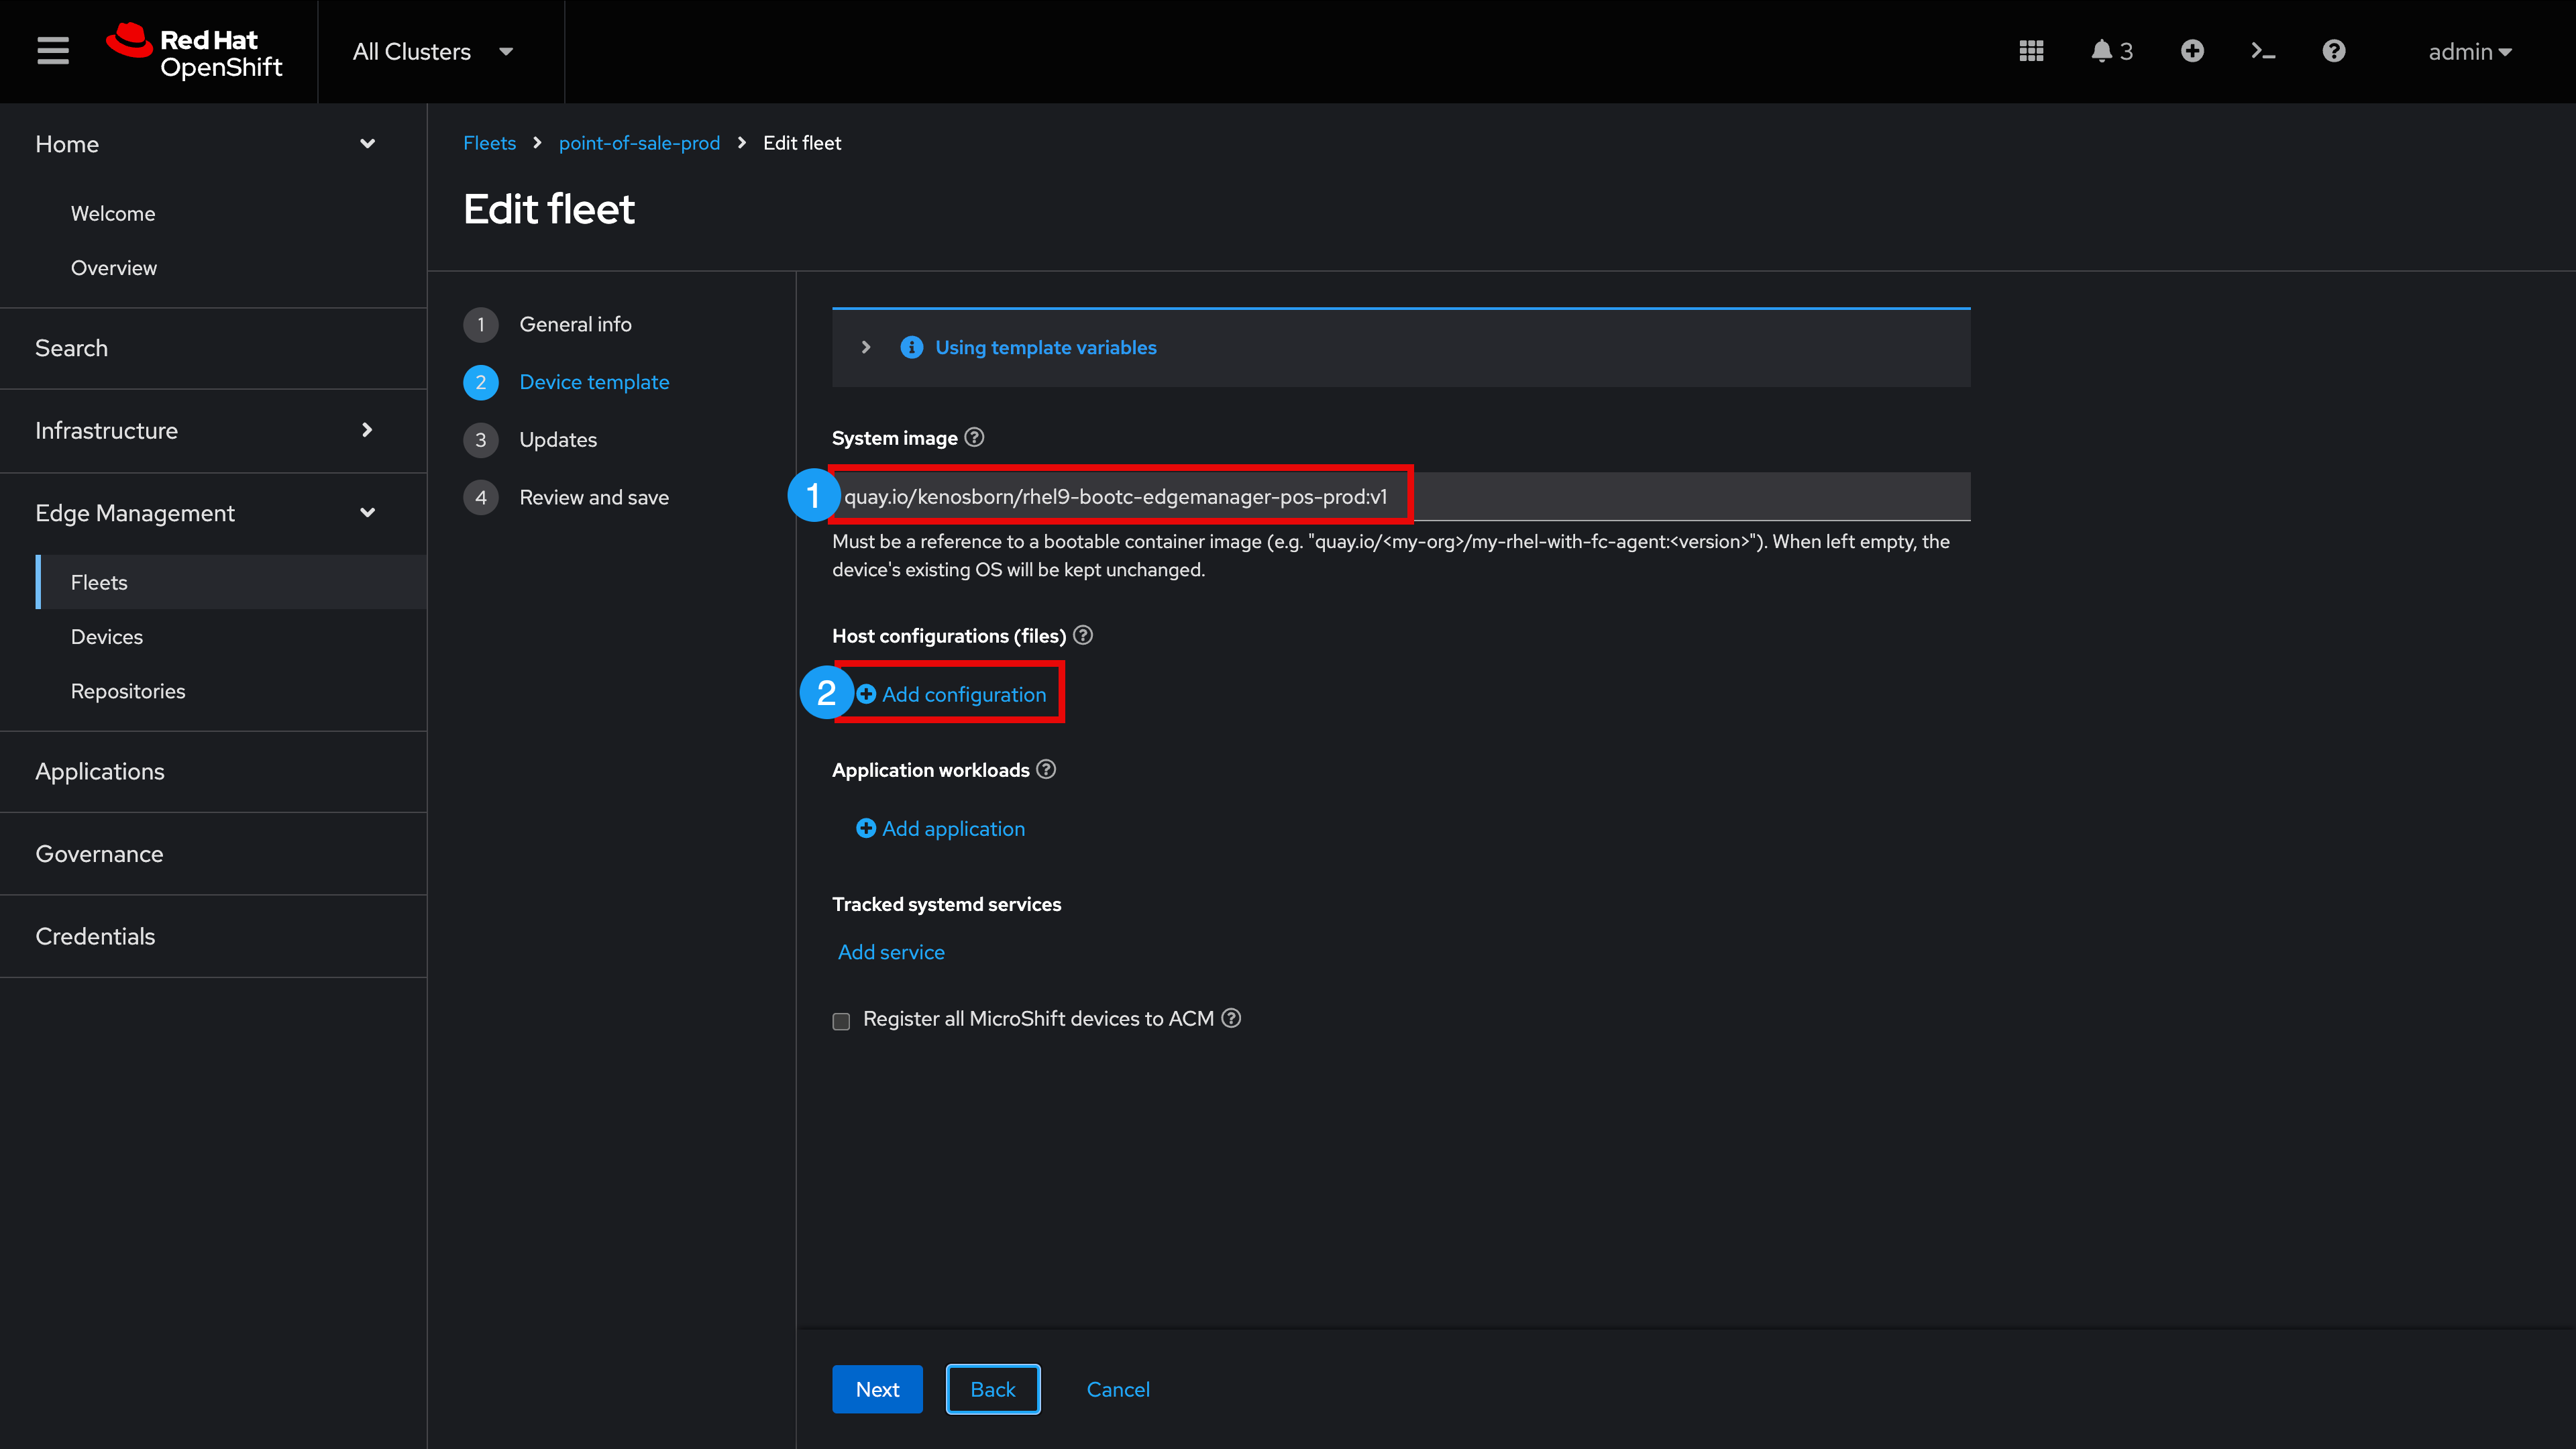 Red Hat
OpenShift
All Clusters
3
admin
Home
Welcome
Overview
Search
Infrastructure
Edge Management
Fleets
Devices
Repositories
Applications
Governance
Credentials
Fleets > point-of-sale-prod > Edit fleet
Edit fleet
1 General info
2 Device template
3 Updates
4 Review and save
Using template variables
System image
1 quay.io/kenosborn/rhel9-bootc-edgemanager-pos-prod:v1
Must be a reference to a bootable container image (e.g. "quay.io/<my-org>/my-rhel-with-fc-agent:<version>"). When left empty, the
device's existing OS will be kept unchanged.
Host configurations (files)
2 Add configuration
Application workloads
Add application
Tracked systemd services
Add service
Register all MicroShift devices to ACM
Next Back Cancel